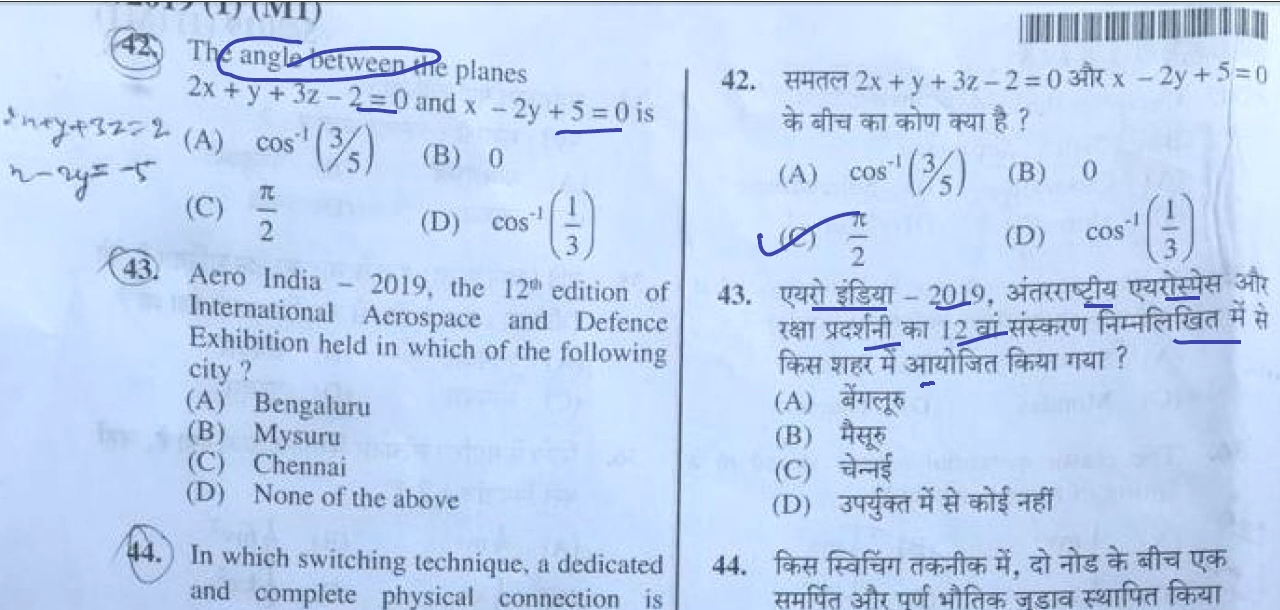 2019 (I) (M1)
42. The angle between the planes
2x + y + 3z – 2 = 0 and x – 2y + 5 = 0 is
2x+y+3z=2
x–2y=–5
(A) cos⁻¹ (3/5) (B) 0
(C) π/2 (D) cos⁻¹ (1/3)
43. Aero India – 2019, the 12th edition of
International Aerospace and Defence
Exhibition held in which of the following
city ?
(A) Bengaluru
(B) Mysuru
(C) Chennai
(D) None of the above
44. In which switching technique, a dedicated
and complete physical connection is
42. समतल 2x + y + 3z – 2 = 0 और x – 2y + 5 = 0
के बीच का कोण क्या है ?
(A) cos⁻¹ (3/5) (B) 0
(C) π/2 (D) cos⁻¹ (1/3)
43. एयरो इंडिया – 2019, अंतरराष्ट्रीय एयरोस्पेस और
रक्षा प्रदर्शनी का 12 वां संस्करण निम्नलिखित में से
किस शहर में आयोजित किया गया ?
(A) बेंगलूरु
(B) मैसूरु
(C) चेन्नई
(D) उपर्युक्त में से कोई नहीं
44. किस स्विचिंग तकनीक में, दो नोड के बीच एक
समर्पित और पूर्ण भौतिक जुड़ाव स्थापित किया